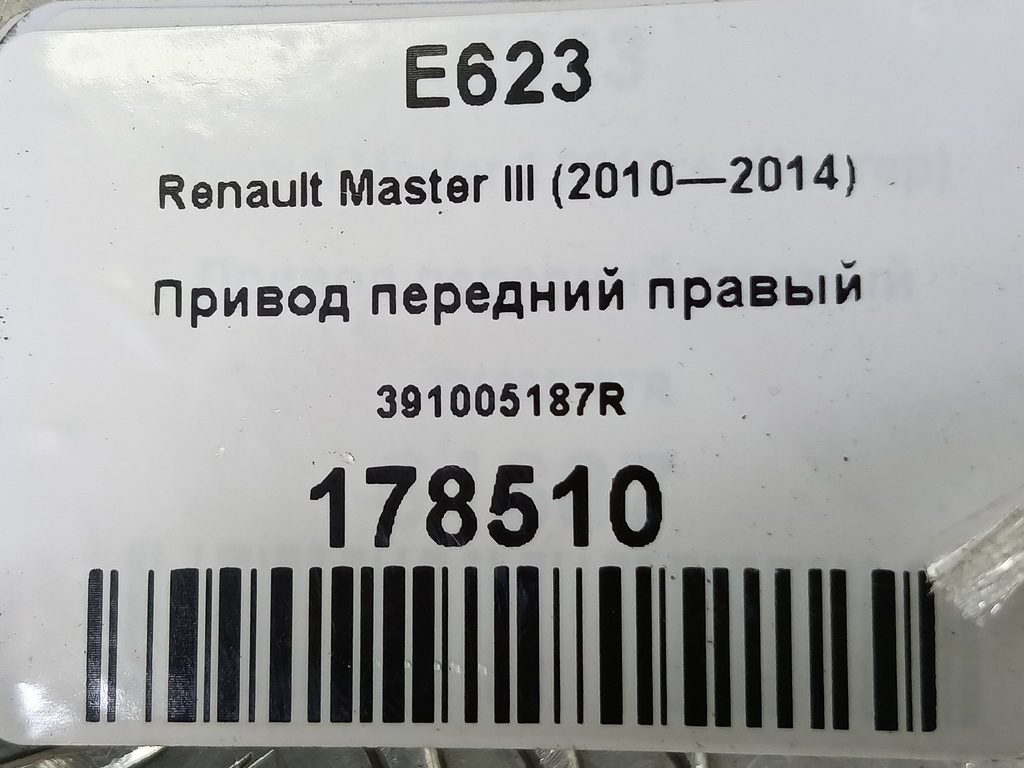 E623
Renault Master III (2010—2014)
Привод передний правый
391005187R
178510